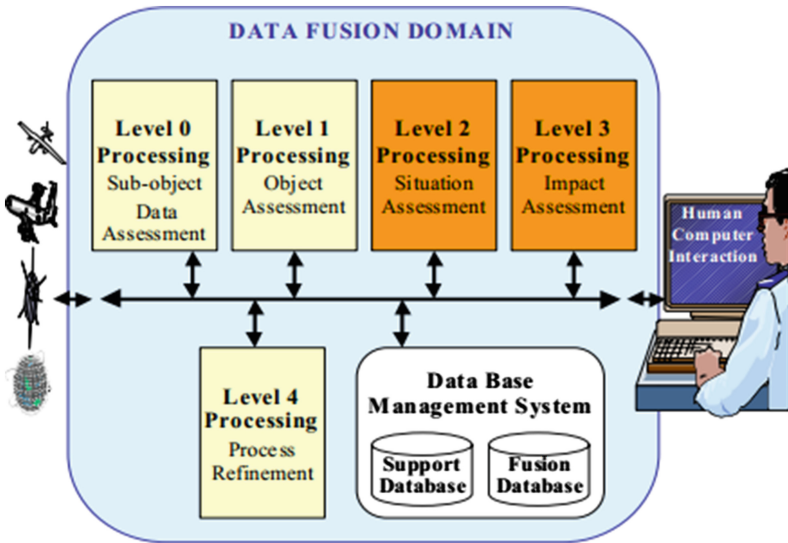 DATA FUSION DOMAIN
Level 0
Processing
Sub-object
Data
Assessment
Level 1
Processing
Object
Assessment
Level 2
Processing
Situation
Assessment
Level 3
Processing
Impact
Assessment
Human
Computer
Interaction
Level 4
Processing
Process
Refinement
Data Base
Management System
Support
Database
Fusion
Database